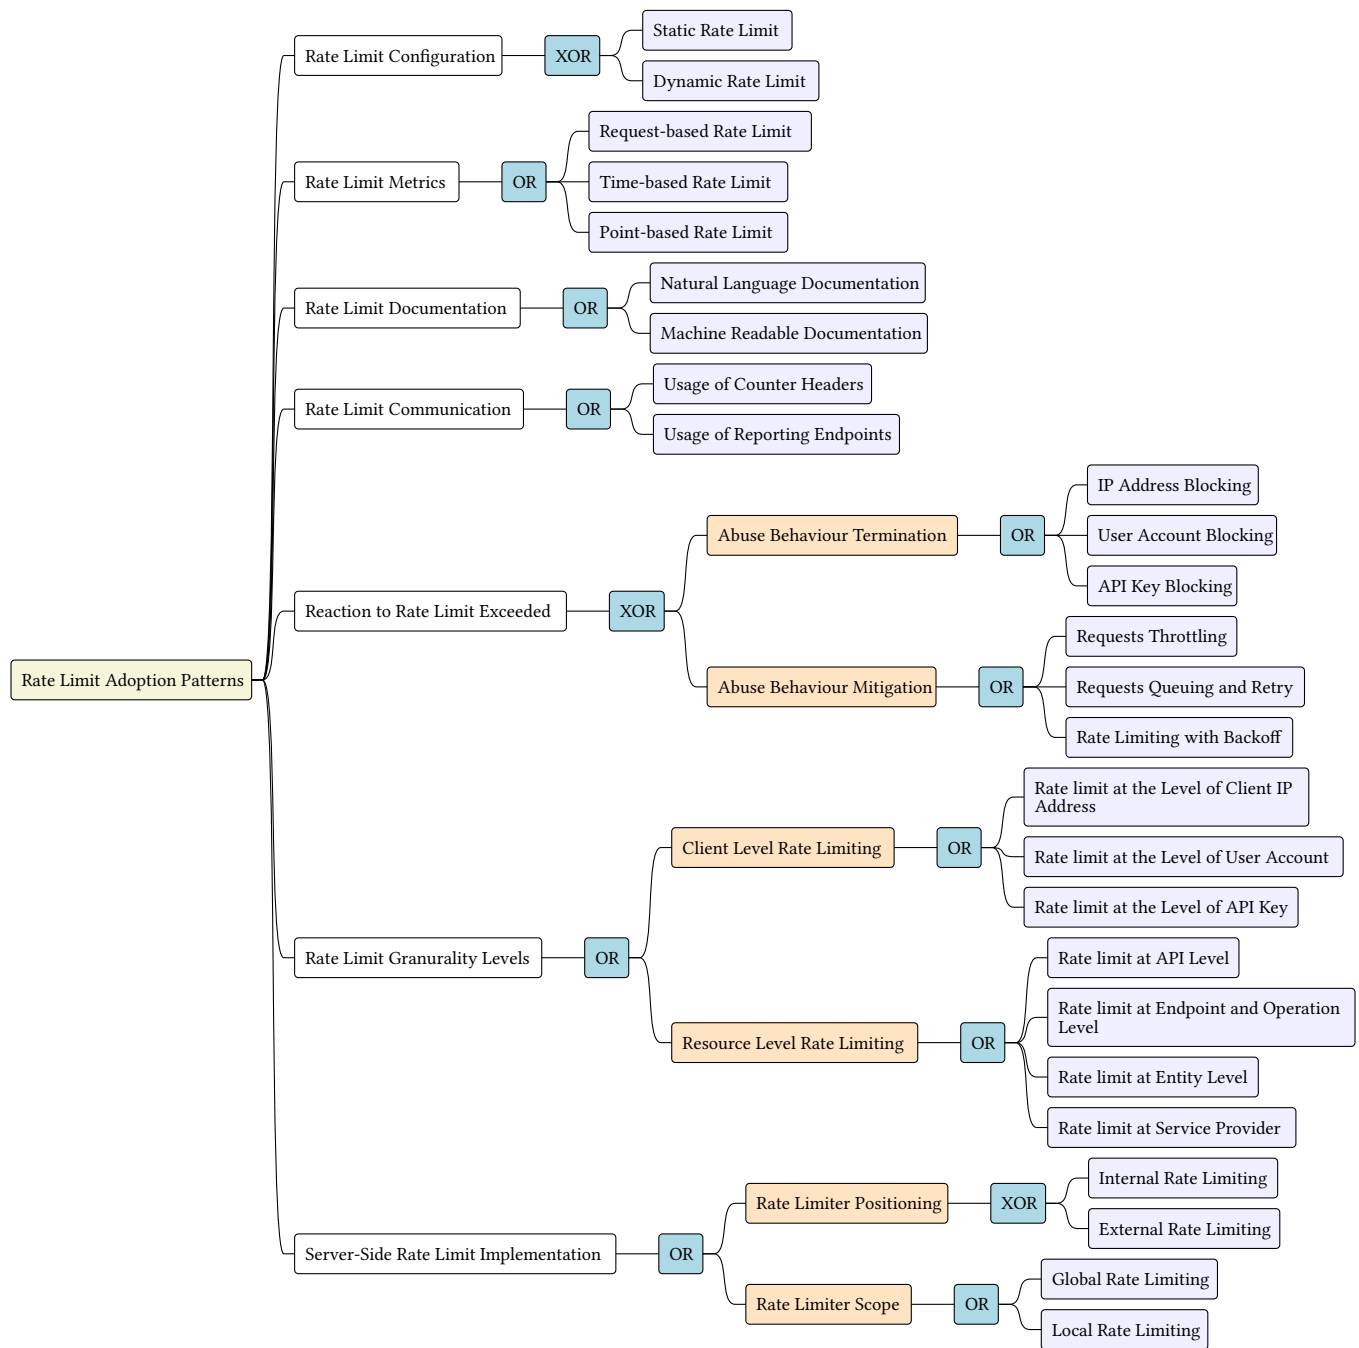 Rate Limit Adoption Patterns
Rate Limit Configuration
XOR
Static Rate Limit
Dynamic Rate Limit
Rate Limit Metrics
OR
Request-based Rate Limit
Time-based Rate Limit
Point-based Rate Limit
Rate Limit Documentation
OR
Natural Language Documentation
Machine Readable Documentation
Rate Limit Communication
OR
Usage of Counter Headers
Usage of Reporting Endpoints
Reaction to Rate Limit Exceeded
XOR
Abuse Behaviour Termination
OR
IP Address Blocking
User Account Blocking
API Key Blocking
Abuse Behaviour Mitigation
OR
Requests Throttling
Requests Queuing and Retry
Rate Limiting with Backoff
Rate Limit Granurality Levels
OR
Client Level Rate Limiting
OR
Rate limit at the Level of Client IP
Address
Rate limit at the Level of User Account
Rate limit at the Level of API Key
Resource Level Rate Limiting
OR
Rate limit at API Level
Rate limit at Endpoint and Operation
Level
Rate limit at Entity Level
Rate limit at Service Provider
Server-Side Rate Limit Implementation
OR
Rate Limiter Positioning
XOR
Internal Rate Limiting
External Rate Limiting
Rate Limiter Scope
OR
Global Rate Limiting
Local Rate Limiting